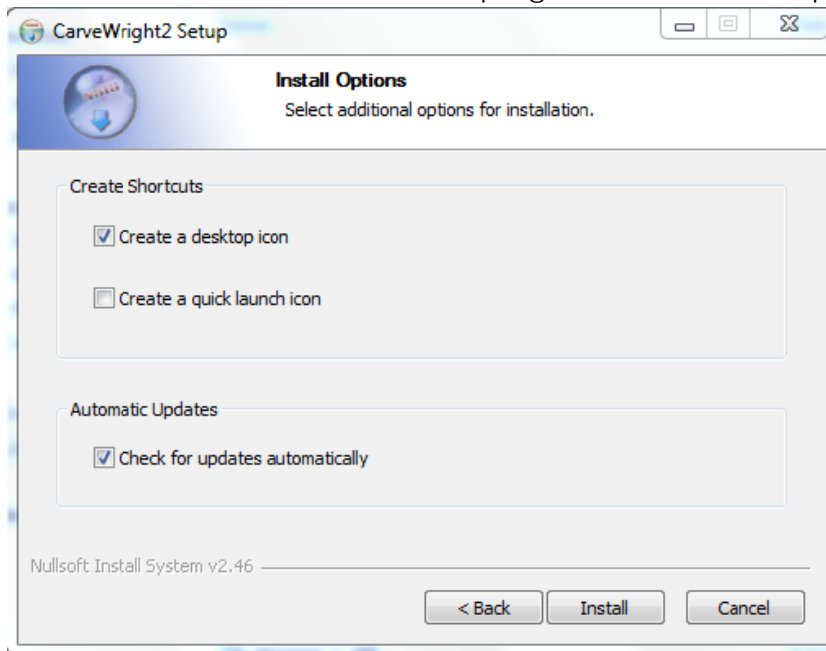 CarveWright2 Setup
Install Options
Select additional options for installation.
Create Shortcuts
Create a desktop icon
Create a quick launch icon
Automatic Updates
Check for updates automatically
Nullsoft Install System v2.46
< Back Install Cancel